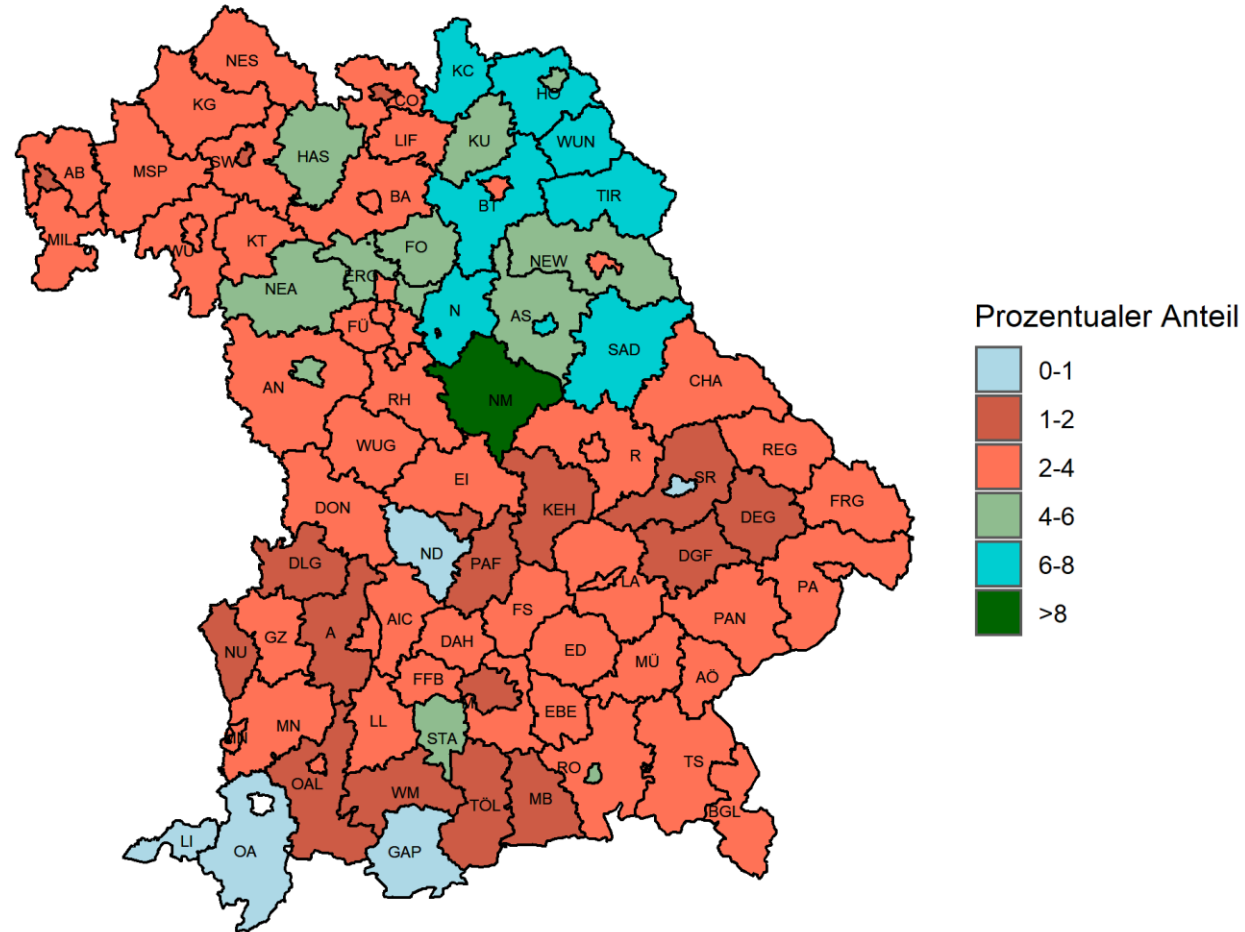 NES
KC
KG
CO
HO
LIF
KU
WUN
HAS
SW
MSP
AB
BA
BT
TIR
MIL
WÜ
KT
FO
NEW
ERC
NEA
N
AS
FÜ
SAD
AN
RH
NM
CHA
WUG
R
REG
EI
SR
FRG
DON
KEH
DEG
ND
DGF
DLG
PAF
LA
PA
FS
A
AIC
PAN
GZ
DAH
ED
NU
MÜ
AÖ
FFB
EBE
MN
LL
STA
MN
RO
TS
OAL
WM
TÖL
MB
BGL
LI
OA
GAP
Prozentualer Anteil
0-1
1-2
2-4
4-6
6-8
>8